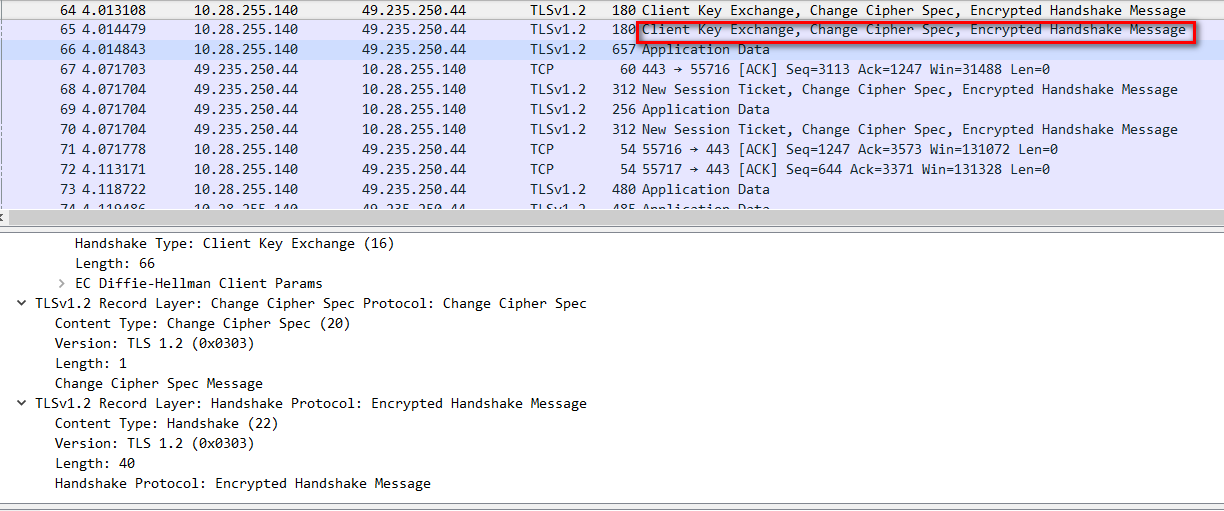 64 4.013108 10.28.255.140 49.235.250.44 TLSv1.2 180 Client Key Exchange, Change Cipher Spec, Encrypted Handshake Message
65 4.014479 10.28.255.140 49.235.250.44 TLSv1.2 180 Client Key Exchange, Change Cipher Spec, Encrypted Handshake Message
66 4.014843 10.28.255.140 49.235.250.44 TLSv1.2 657 Application Data
67 4.071703 49.235.250.44 10.28.255.140 TCP 60 443 → 55716 [ACK] Seq=3113 Ack=1247 Win=31488 Len=0
68 4.071704 49.235.250.44 10.28.255.140 TLSv1.2 312 New Session Ticket, Change Cipher Spec, Encrypted Handshake Message
69 4.071704 49.235.250.44 10.28.255.140 TLSv1.2 256 Application Data
70 4.071704 49.235.250.44 10.28.255.140 TLSv1.2 312 New Session Ticket, Change Cipher Spec, Encrypted Handshake Message
71 4.071778 10.28.255.140 49.235.250.44 TCP 54 55716 → 443 [ACK] Seq=1247 Ack=3573 Win=131072 Len=0
72 4.113171 10.28.255.140 49.235.250.44 TCP 54 55717 → 443 [ACK] Seq=644 Ack=3371 Win=131328 Len=0
73 4.118722 10.28.255.140 49.235.250.44 TLSv1.2 480 Application Data
74 4.119486 10.28.255.140 49.235.250.44 TLSv1.2 485 Application Data
Handshake Type: Client Key Exchange (16)
Length: 66
EC Diffie-Hellman Client Params
TLSv1.2 Record Layer: Change Cipher Spec Protocol: Change Cipher Spec
Content Type: Change Cipher Spec (20)
Version: TLS 1.2 (0x0303)
Length: 1
Change Cipher Spec Message
TLSv1.2 Record Layer: Handshake Protocol: Encrypted Handshake Message
Content Type: Handshake (22)
Version: TLS 1.2 (0x0303)
Length: 40
Handshake Protocol: Encrypted Handshake Message